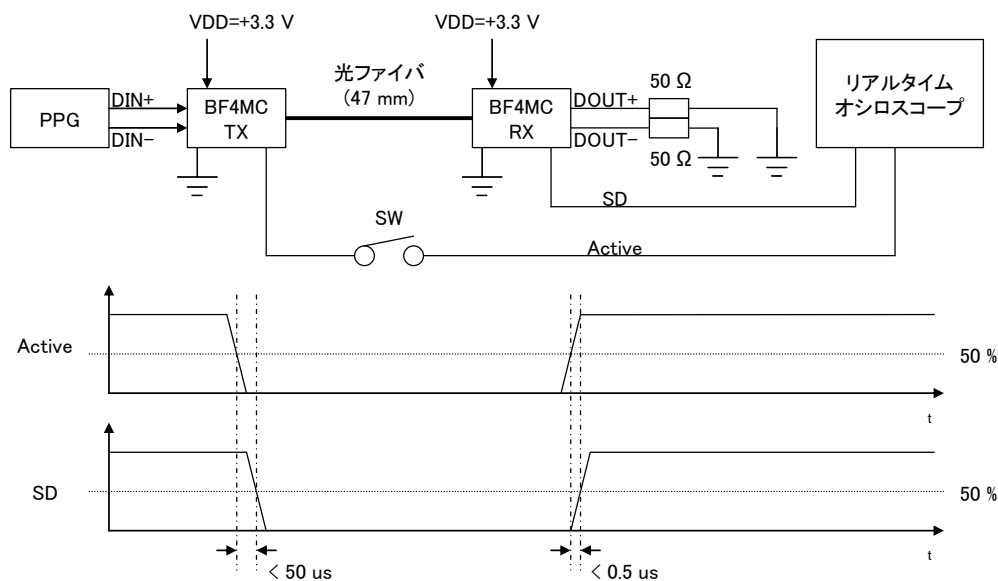 VDD=+3.3 V
VDD=+3.3 V
光ファイバ
(47 mm)
50 Ω
リアルタイム
オシロスコープ
PPG
DIN+
DIN−
BF4MC
TX
BF4MC
RX
DOUT+
DOUT−
50 Ω
SD
SW
Active
Active
50 %
t
SD
50 %
t
< 50 us
< 0.5 us